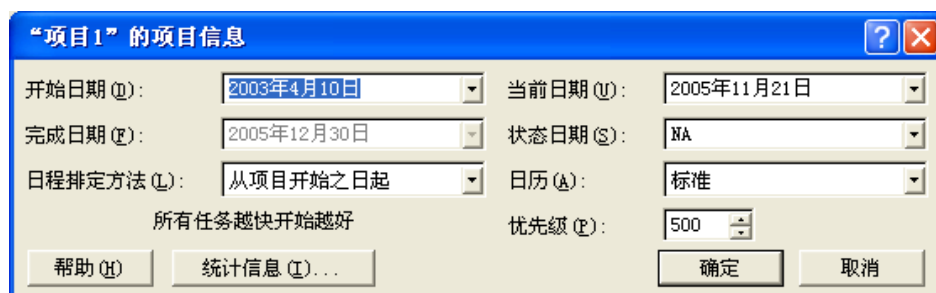 “项目1”的项目信息
开始日期(D): 2003年4月10日 当前日期(U): 2005年11月21日
完成日期(F): 2005年12月30日 状态日期(S): NA
日程排定方法(L): 从项目开始之日起 日历(A): 标准
所有任务越快开始越好 优先级(P): 500
帮助(H) 统计信息(I)... 确定 取消